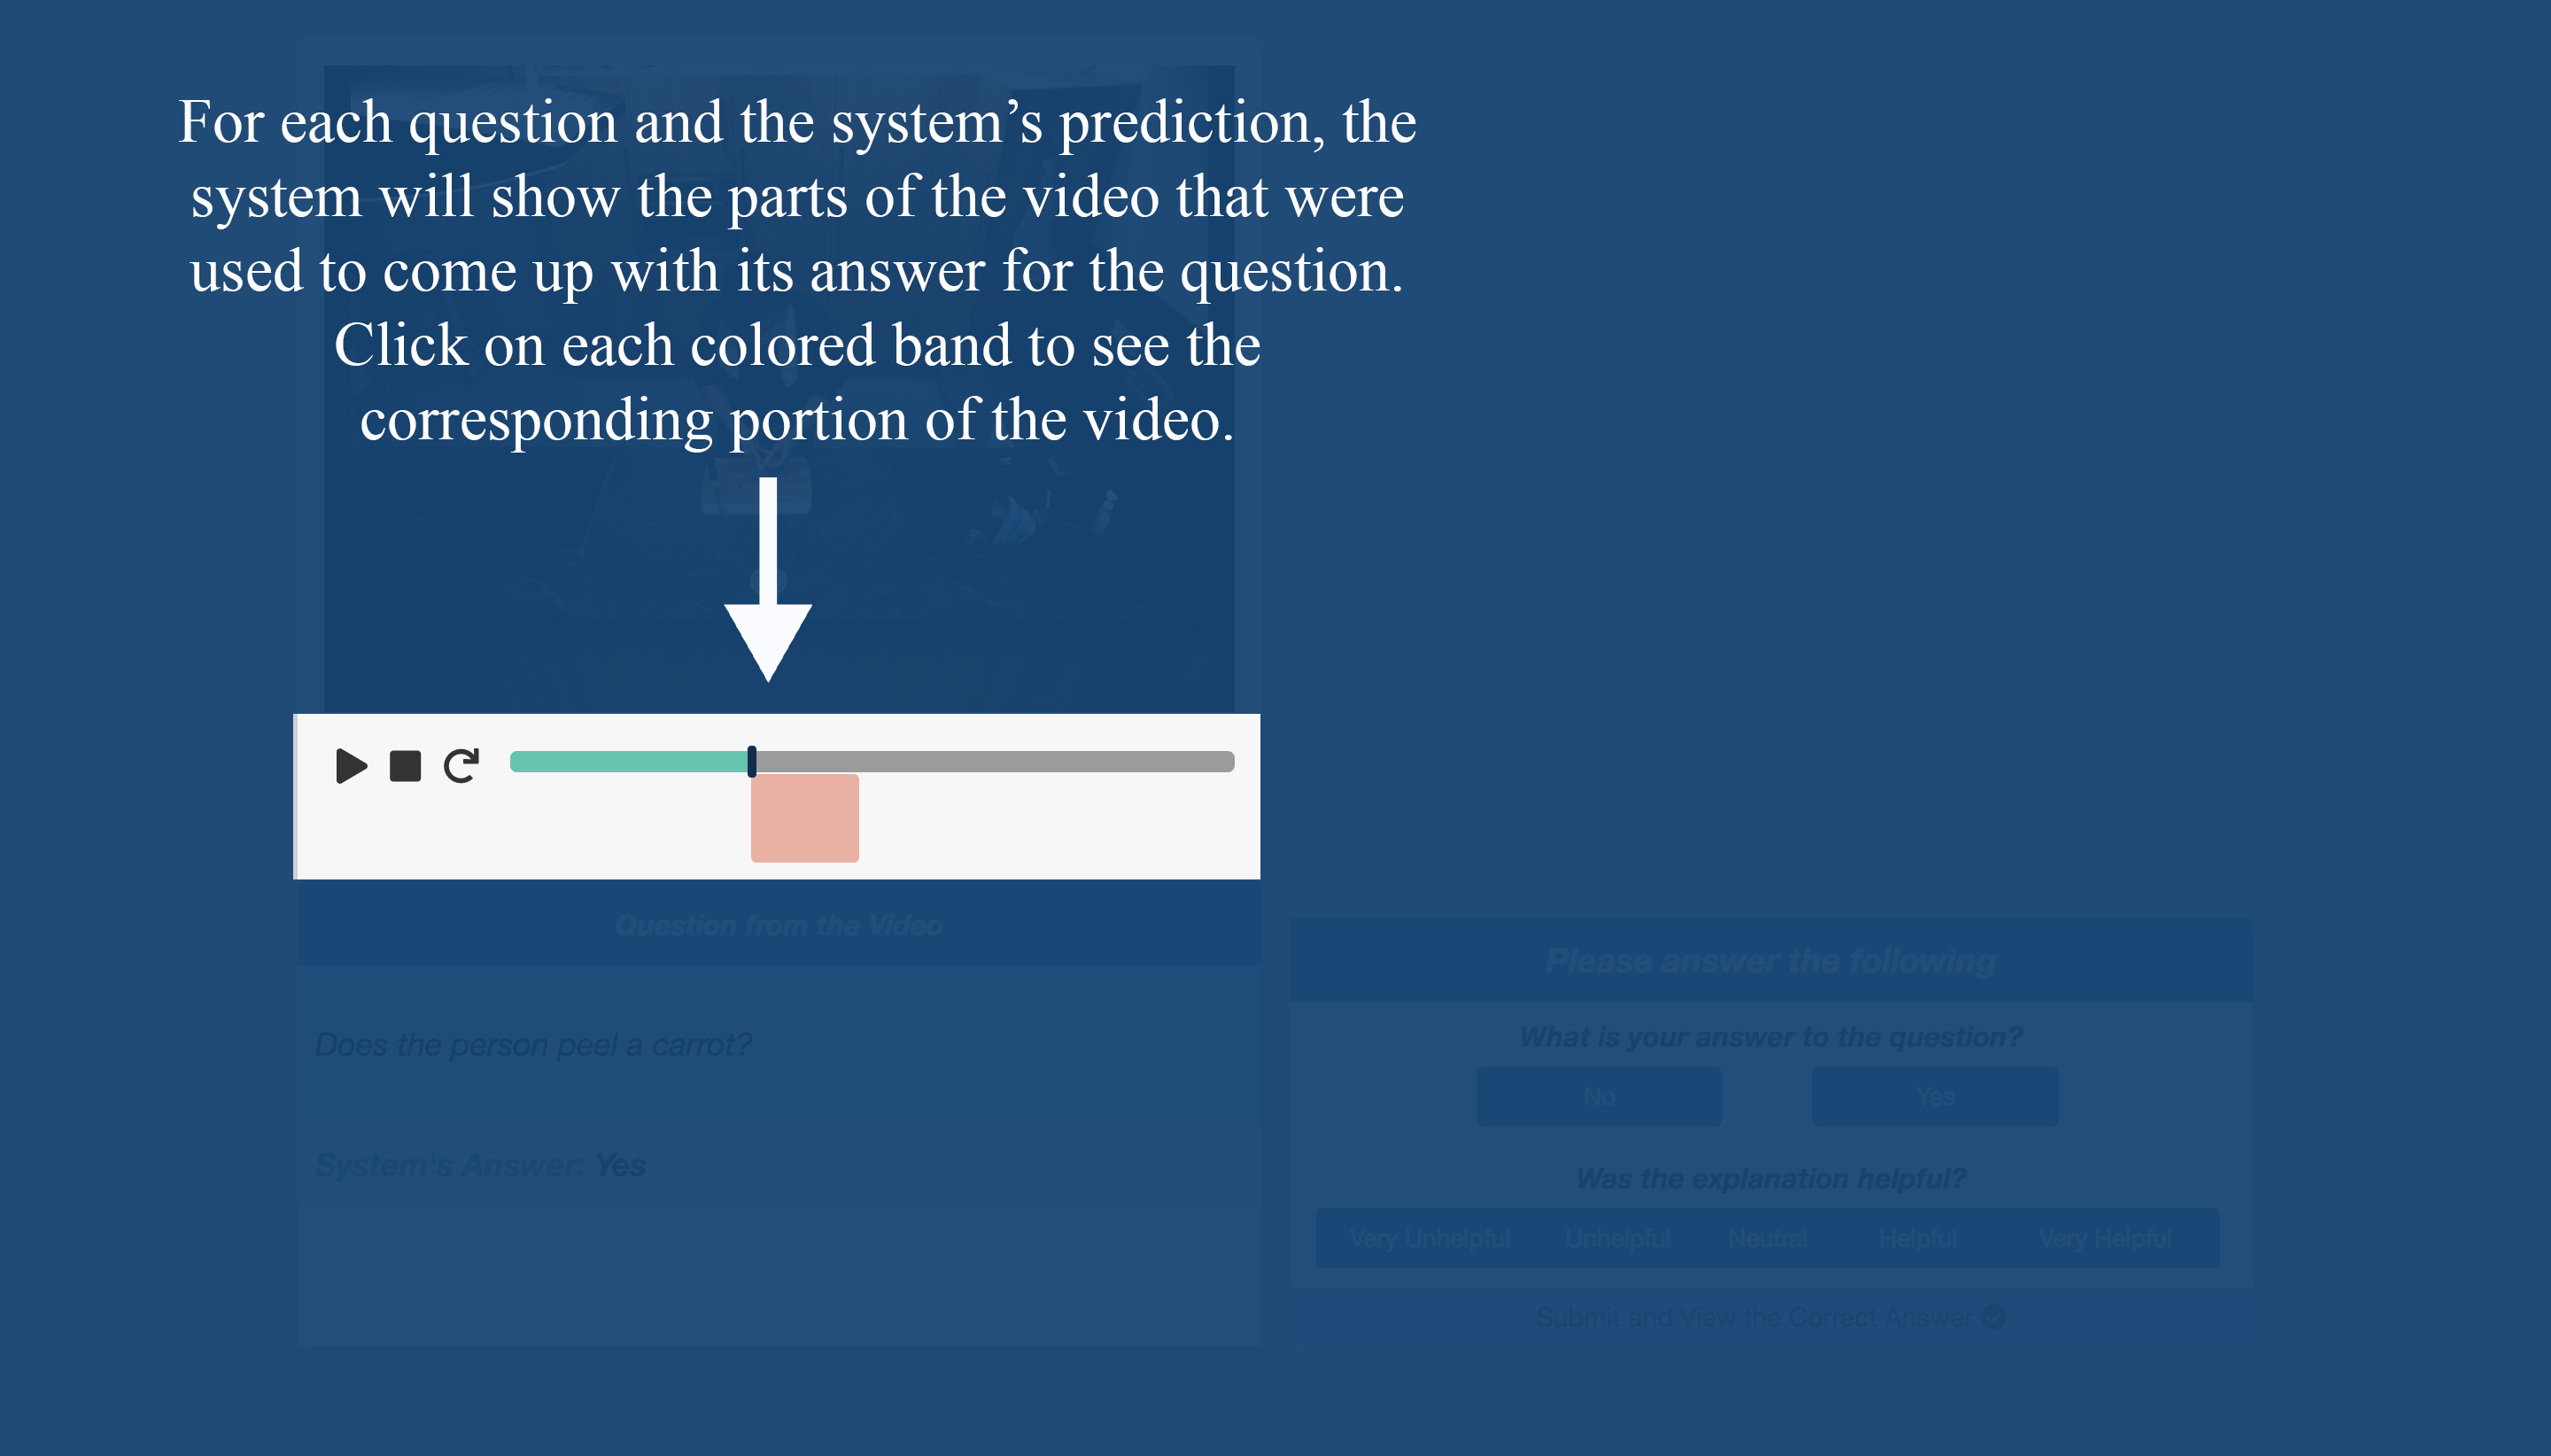 For each question and the system’s prediction, the
system will show the parts of the video that were
used to come up with its answer for the question.
Click on each colored band to see the
corresponding portion of the video.
Question from the Video
Does the person peel a carrot?
System's Answer: Yes
Please answer the following
What is your answer to the question?
No Yes
Was the explanation helpful?
Very Unhelpful Unhelpful Neutral Helpful Very Helpful
Submit and View the Correct Answer